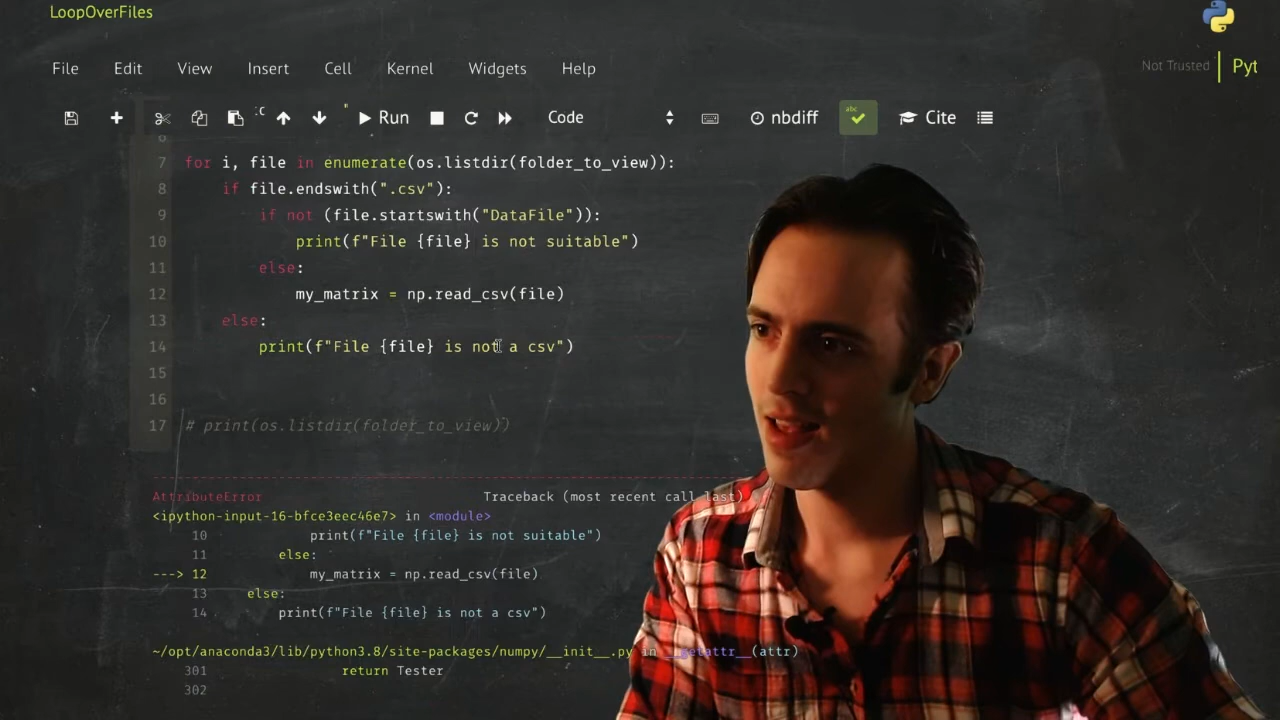 LoopOverFiles
File Edit View Insert Cell Kernel Widgets Help
Not Trusted Pyt
Run Code nbdiff abc Cite
6
7 for i, file in enumerate(os.listdir(folder_to_view)):
8 if file.endswith(".csv"):
9 if not (file.startswith("DataFile")):
10 print(f"File {file} is not suitable")
11 else:
12 my_matrix = np.read_csv(file)
13 else:
14 print(f"File {file} is not a csv")
15
16
17 # print(os.listdir(folder_to_view))
AttributeError Traceback (most recent call last)
<ipython-input-16-bfce3eec46e7> in <module>
10 print(f"File {file} is not suitable")
11 else:
---> 12 my_matrix = np.read_csv(file)
13 else:
14 print(f"File {file} is not a csv")
~/opt/anaconda3/lib/python3.8/site-packages/numpy/__init__.py in __getattr__(attr)
301 return Tester
302